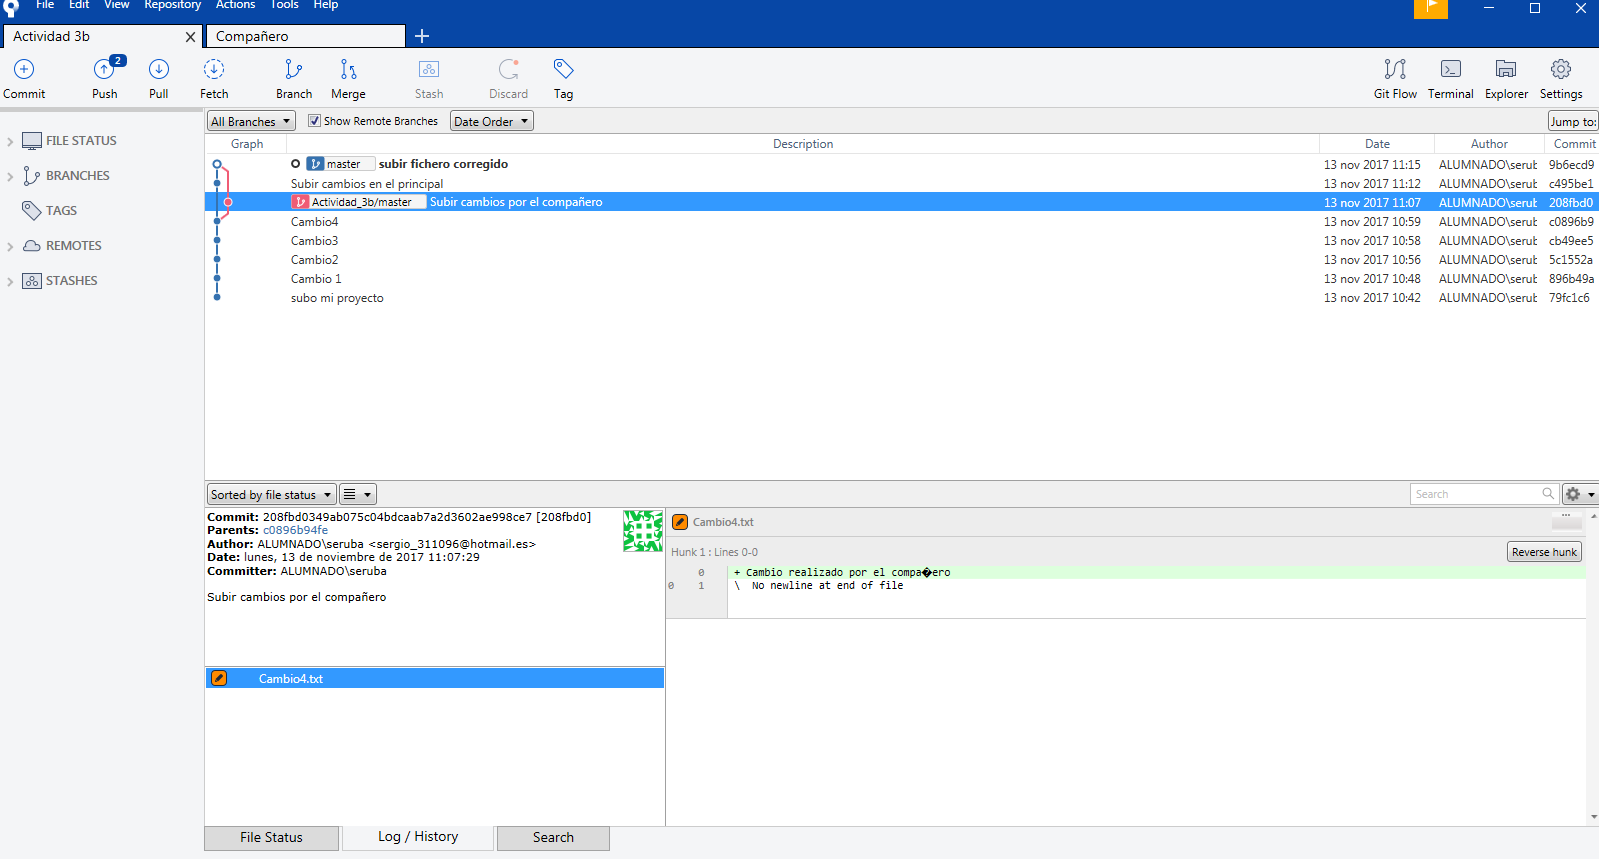 File Edit View Repository Actions Tools Help
Actividad 3b Compañero
2
Commit Push Pull Fetch Branch Merge Stash Discard Tag Git Flow Terminal Explorer Settings
FILE STATUS
BRANCHES
TAGS
REMOTES
STASHES
All Branches Show Remote Branches Date Order Jump to:
Graph Description Date Author Commit
master subir fichero corregido 13 nov 2017 11:15 ALUMNADO\serub 9b6ecd9
Subir cambios en el principal 13 nov 2017 11:12 ALUMNADO\serub c495be1
Actividad_3b/master Subir cambios por el compañero 13 nov 2017 11:07 ALUMNADO\serub 208fbd0
Cambio4 13 nov 2017 10:59 ALUMNADO\serub c0896b9
Cambio3 13 nov 2017 10:58 ALUMNADO\serub cb49ee5
Cambio2 13 nov 2017 10:56 ALUMNADO\serub 5c1552a
Cambio 1 13 nov 2017 10:48 ALUMNADO\serub 896b49a
subo mi proyecto 13 nov 2017 10:42 ALUMNADO\serub 79fc1c6
Sorted by file status Search
Commit: 208fbd0349ab075c04bdcaab7a2d3602ae998ce7 [208fbd0]
Parents: c0896b94fe
Author: ALUMNADO\seruba <sergio_311096@hotmail.es>
Date: lunes, 13 de noviembre de 2017 11:07:29
Committer: ALUMNADO\seruba
Subir cambios por el compañero
Cambio4.txt
Cambio4.txt
Hunk 1 : Lines 0-0 Reverse hunk
0 + Cambio realizado por el compa�ero
0 1 \ No newline at end of file
File Status Log / History Search